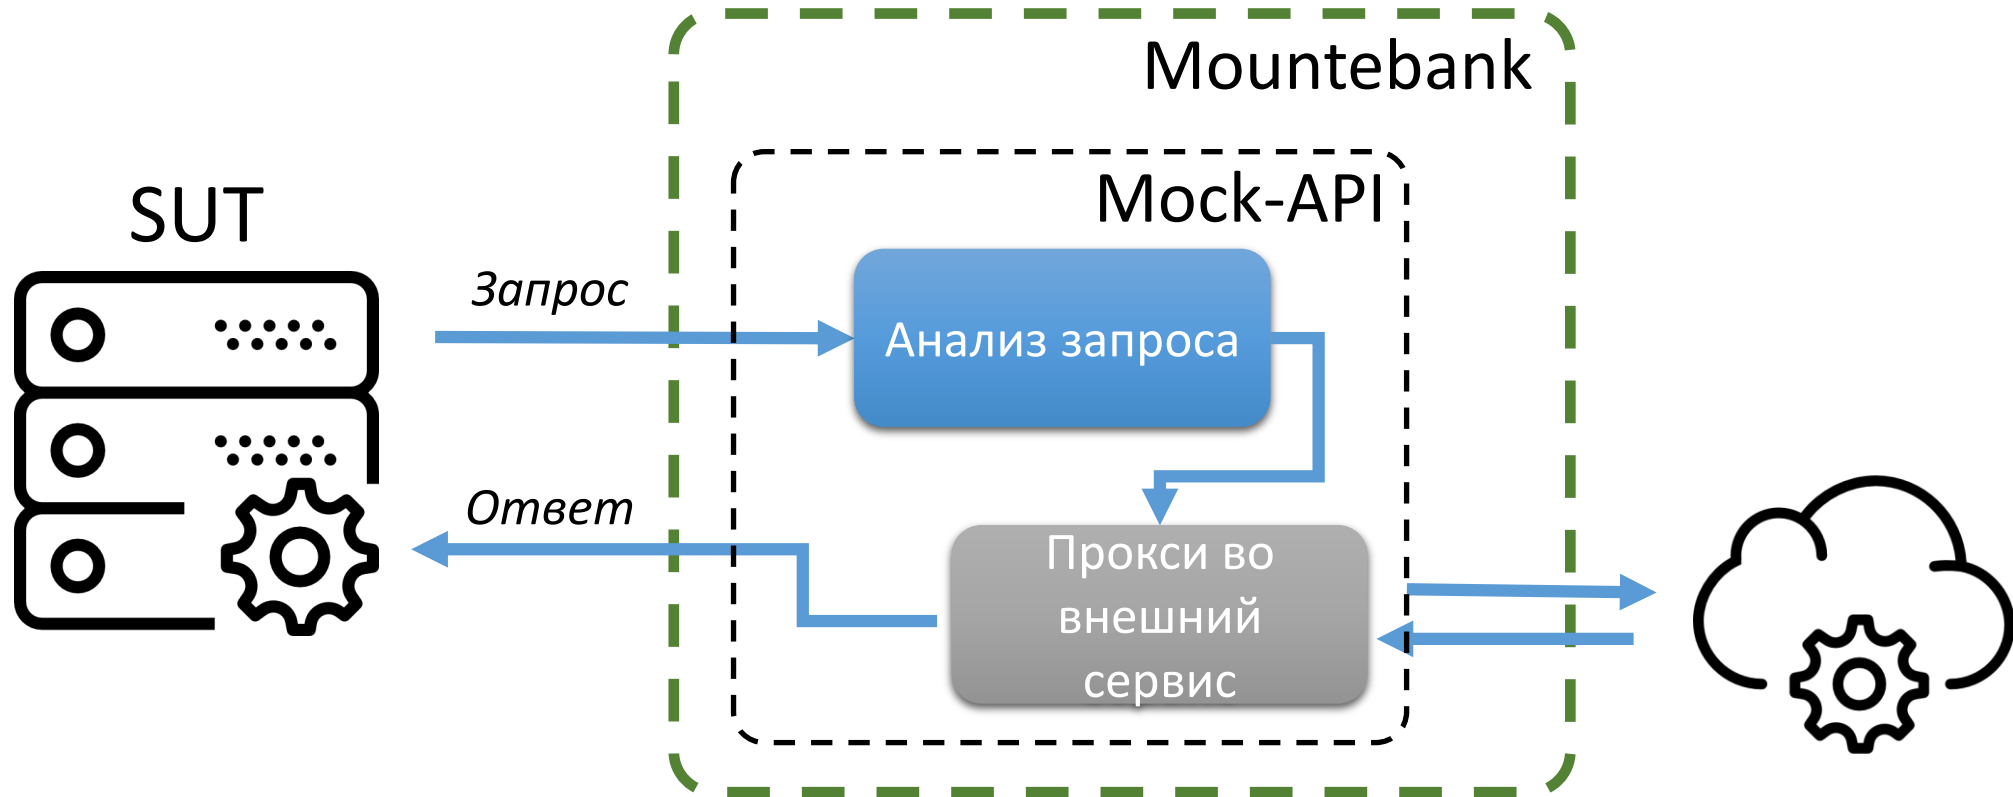 Mountebank
Mock-API
SUT
Запрос
Анализ запроса
Ответ
Прокси во
внешний
сервис